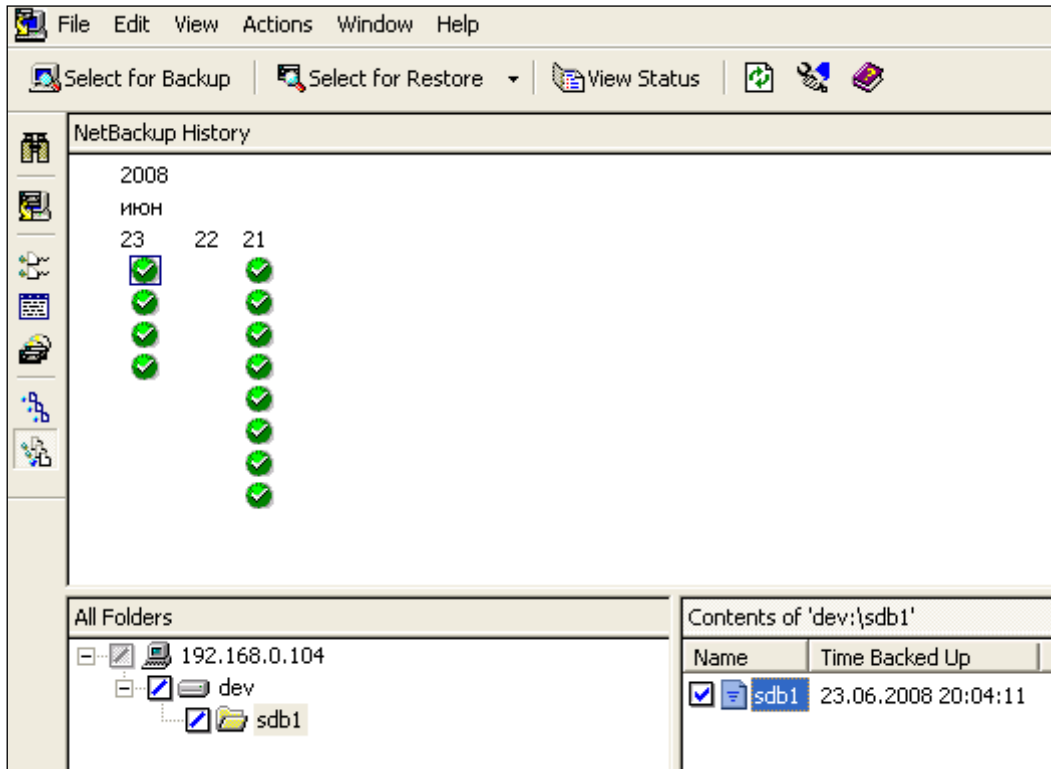 File Edit View Actions Window Help
Select for Backup Select for Restore View Status
NetBackup History
2008
июн
23 22 21
All Folders
192.168.0.104
dev
sdb1
Contents of 'dev:\sdb1'
Name Time Backed Up
sdb1 23.06.2008 20:04:11